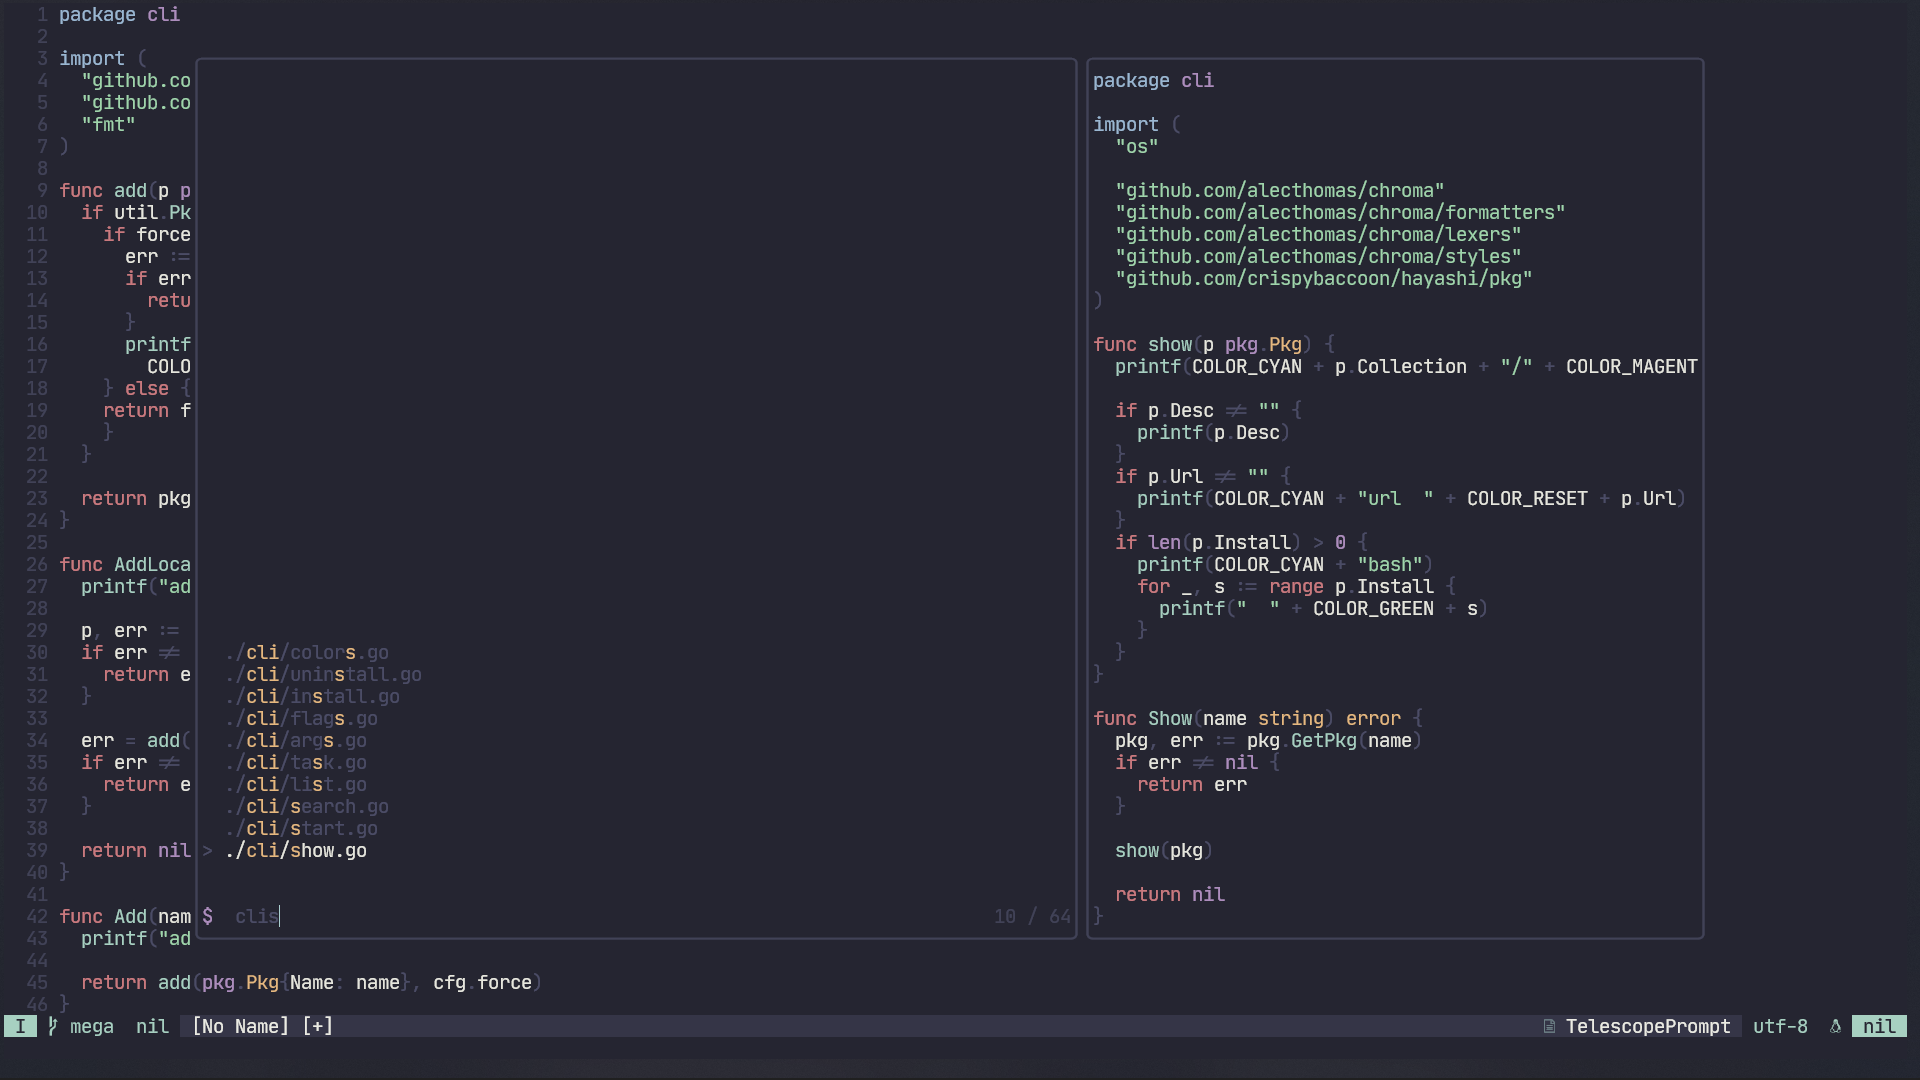 1 package cli
2
3 import (
4 "github.co
5 "github.co
6 "fmt"
7 )
8
9 func add(p p
10 if util.Pk
11 if force
12 err :=
13 if err
14 retu
15 }
16 printf
17 COLO
18 } else {
19 return f
20 }
21 }
22
23 return pkg
24 }
25
26 func AddLoca
27 printf("ad
28
29 p, err :=
30 if err !=
31 return e
32 }
33
34 err = add(
35 if err !=
36 return e
37 }
38
39 return nil
40 }
41
42 func Add(nam
43 printf("ad
44
45 return add(pkg.Pkg{Name: name}, cfg.force)
46 }
./cli/colors.go
./cli/uninstall.go
./cli/install.go
./cli/flags.go
./cli/args.go
./cli/task.go
./cli/list.go
./cli/search.go
./cli/start.go
> ./cli/show.go
$ clis 10 / 64
package cli
import (
"os"
"github.com/alecthomas/chroma"
"github.com/alecthomas/chroma/formatters"
"github.com/alecthomas/chroma/lexers"
"github.com/alecthomas/chroma/styles"
"github.com/crispybaccoon/hayashi/pkg"
)
func show(p pkg.Pkg) {
printf(COLOR_CYAN + p.Collection + "/" + COLOR_MAGENT
if p.Desc != "" {
printf(p.Desc)
}
if p.Url != "" {
printf(COLOR_CYAN + "url  " + COLOR_RESET + p.Url)
}
if len(p.Install) > 0 {
printf(COLOR_CYAN + "bash")
for _, s := range p.Install {
printf("  " + COLOR_GREEN + s)
}
}
}
func Show(name string) error {
pkg, err := pkg.GetPkg(name)
if err != nil {
return err
}
show(pkg)
return nil
}
I mega nil [No Name] [+] TelescopePrompt utf-8 nil